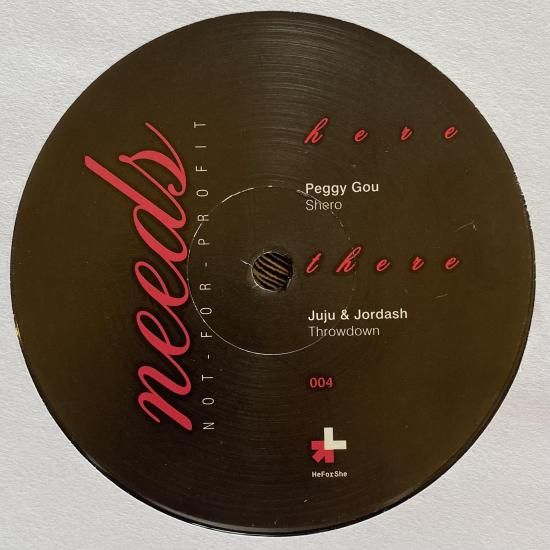 needs
NOT-FOR-PROFIT
here
Peggy Gou
Shero
there
Juju & Jordash
Throwdown
004
HeForShe